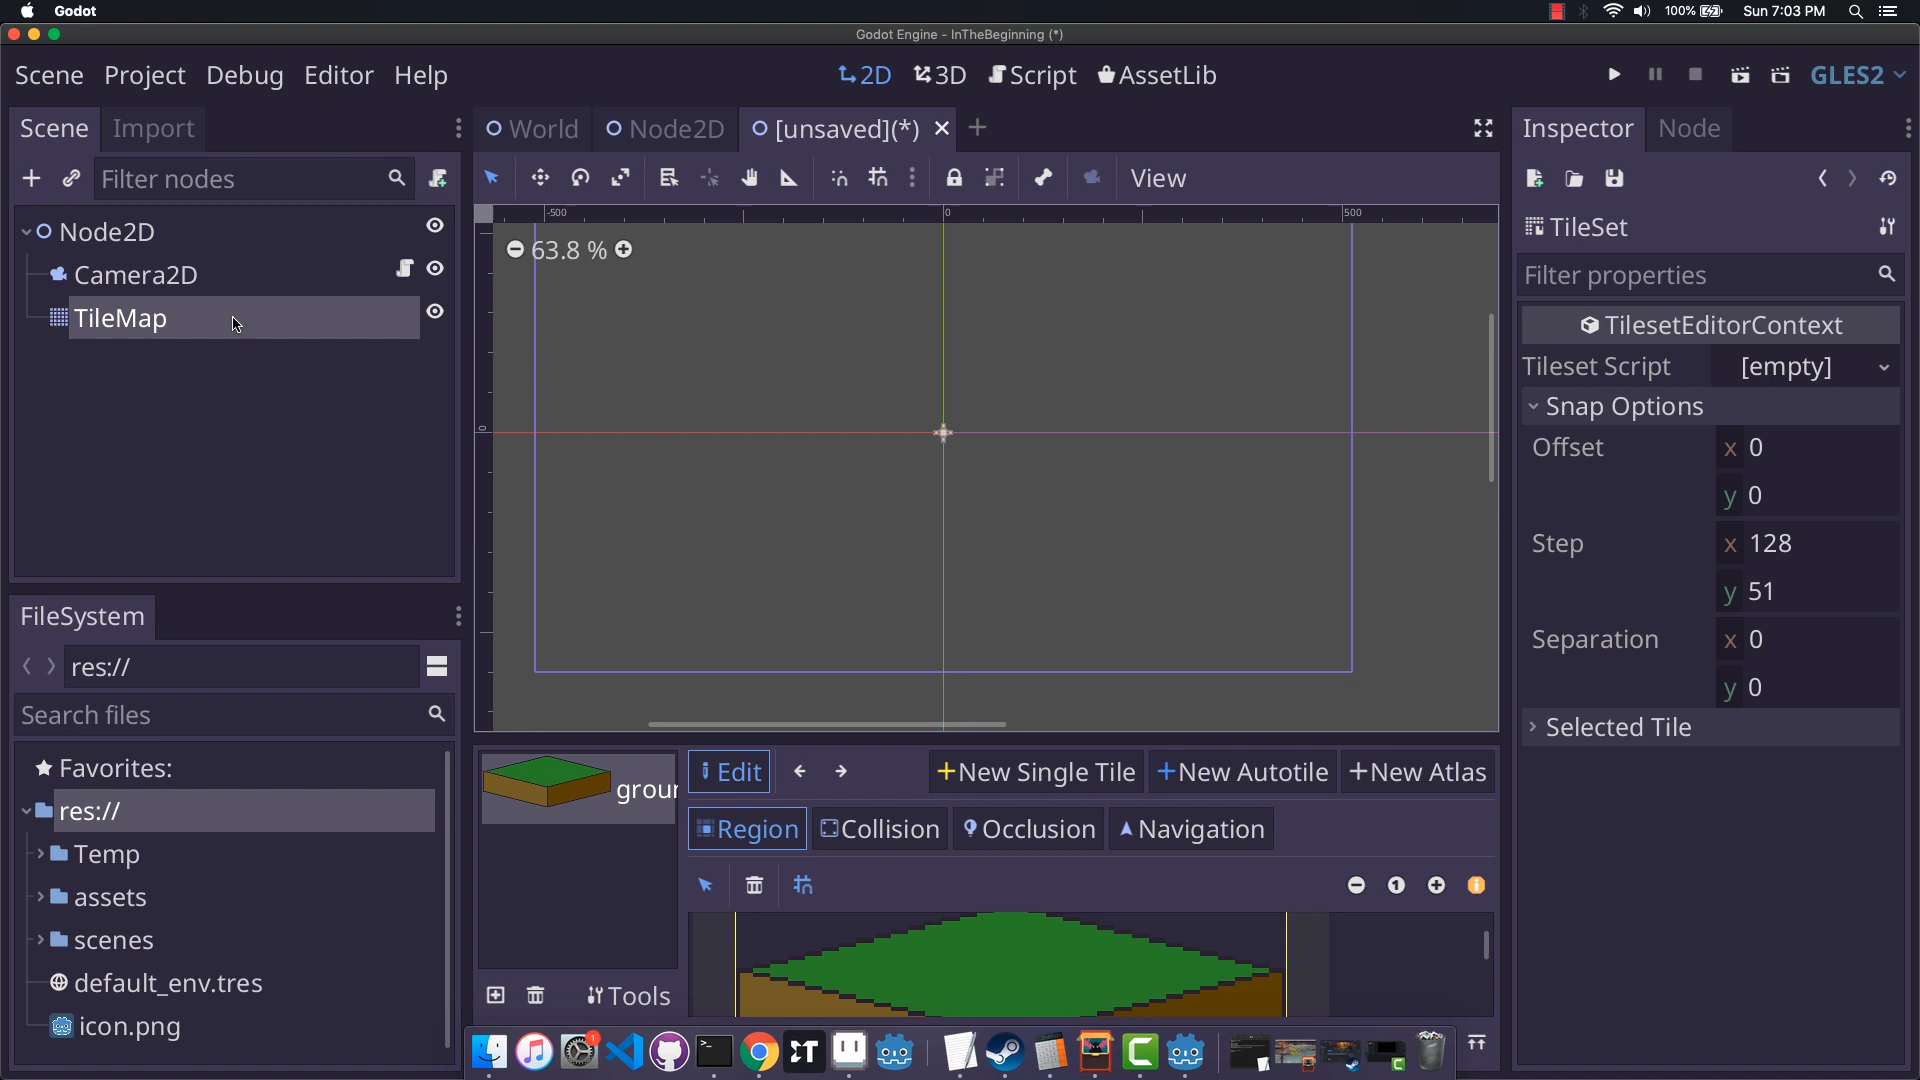 Godot
100%
Sun 7:03 PM
Godot Engine - InTheBeginning (*)
Scene Project Debug Editor Help
2D 3D Script AssetLib
GLES2
Scene Import
World Node2D [unsaved](*)
Inspector Node
Filter nodes
View
Node2D
Camera2D
TileMap
-500 0 500
63.8 %
0
TileSet
Filter properties
TilesetEditorContext
Tileset Script [empty]
Snap Options
Offset x 0
y 0
Step x 128
y 51
Separation x 0
y 0
Selected Tile
FileSystem
res://
Search files
Favorites:
res://
Temp
assets
scenes
default_env.tres
icon.png
Edit
New Single Tile New Autotile New Atlas
Region Collision Occlusion Navigation
1
Tools
1